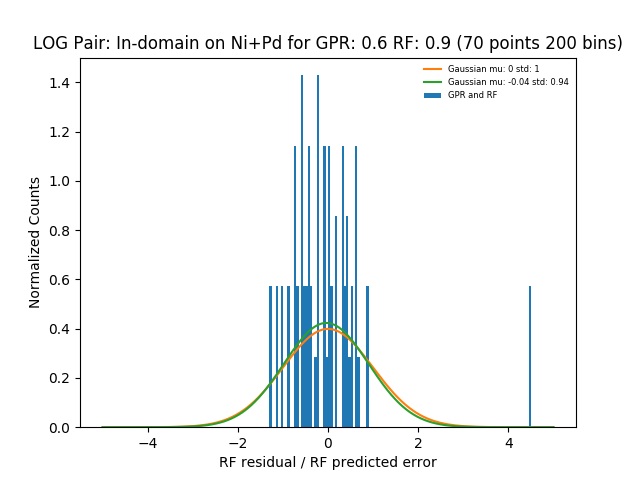 LOG Pair: In-domain on Ni+Pd for GPR: 0.6 RF: 0.9 (70 points 200 bins)
Gaussian mu: 0 std: 1
Gaussian mu: -0.04 std: 0.94
GPR and RF
Normalized Counts
1.4
1.2
1.0
0.8
0.6
0.4
0.2
0.0
−4 −2 0 2 4
RF residual / RF predicted error